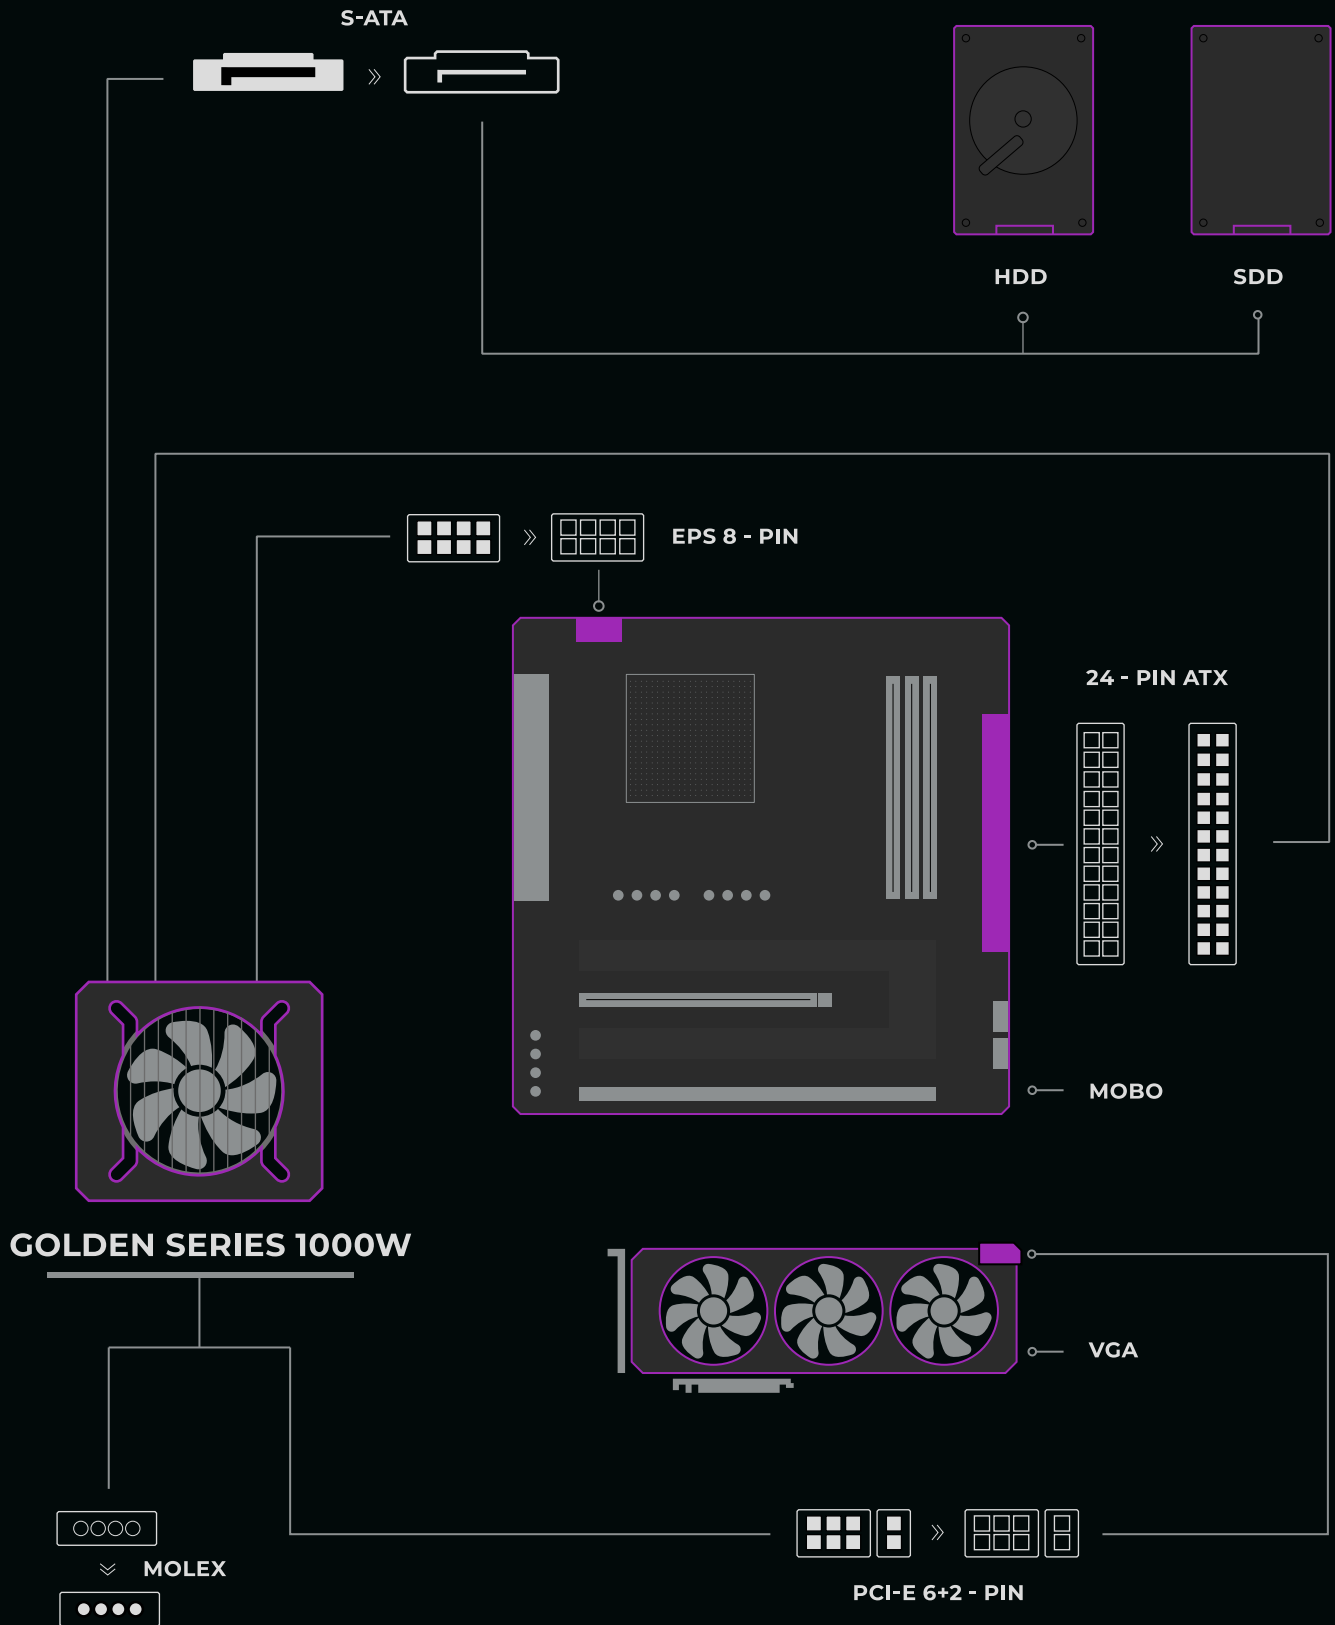 S-ATA
HDD
SDD
EPS 8 - PIN
24 - PIN ATX
MOBO
GOLDEN SERIES 1000W
VGA
MOLEX
PCI-E 6+2 - PIN